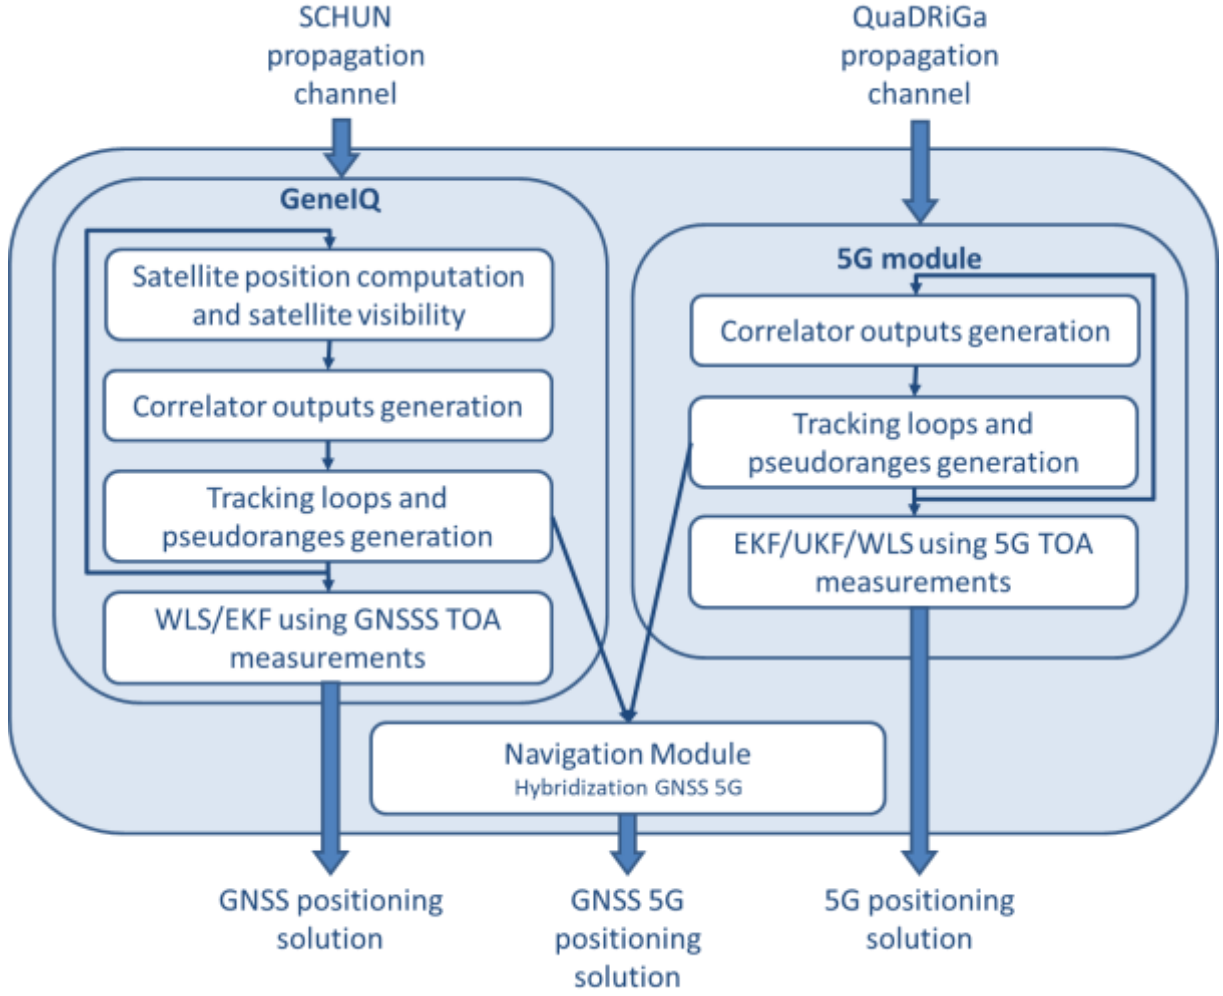 SCHUN
propagation
channel
QuaDRiGa
propagation
channel
GeneIQ
Satellite position computation
and satellite visibility
Correlator outputs generation
Tracking loops and
pseudoranges generation
WLS/EKF using GNSSS TOA
measurements
5G module
Correlator outputs generation
Tracking loops and
pseudoranges generation
EKF/UKF/WLS using 5G TOA
measurements
Navigation Module
Hybridization GNSS 5G
GNSS positioning
solution
GNSS 5G
positioning
solution
5G positioning
solution